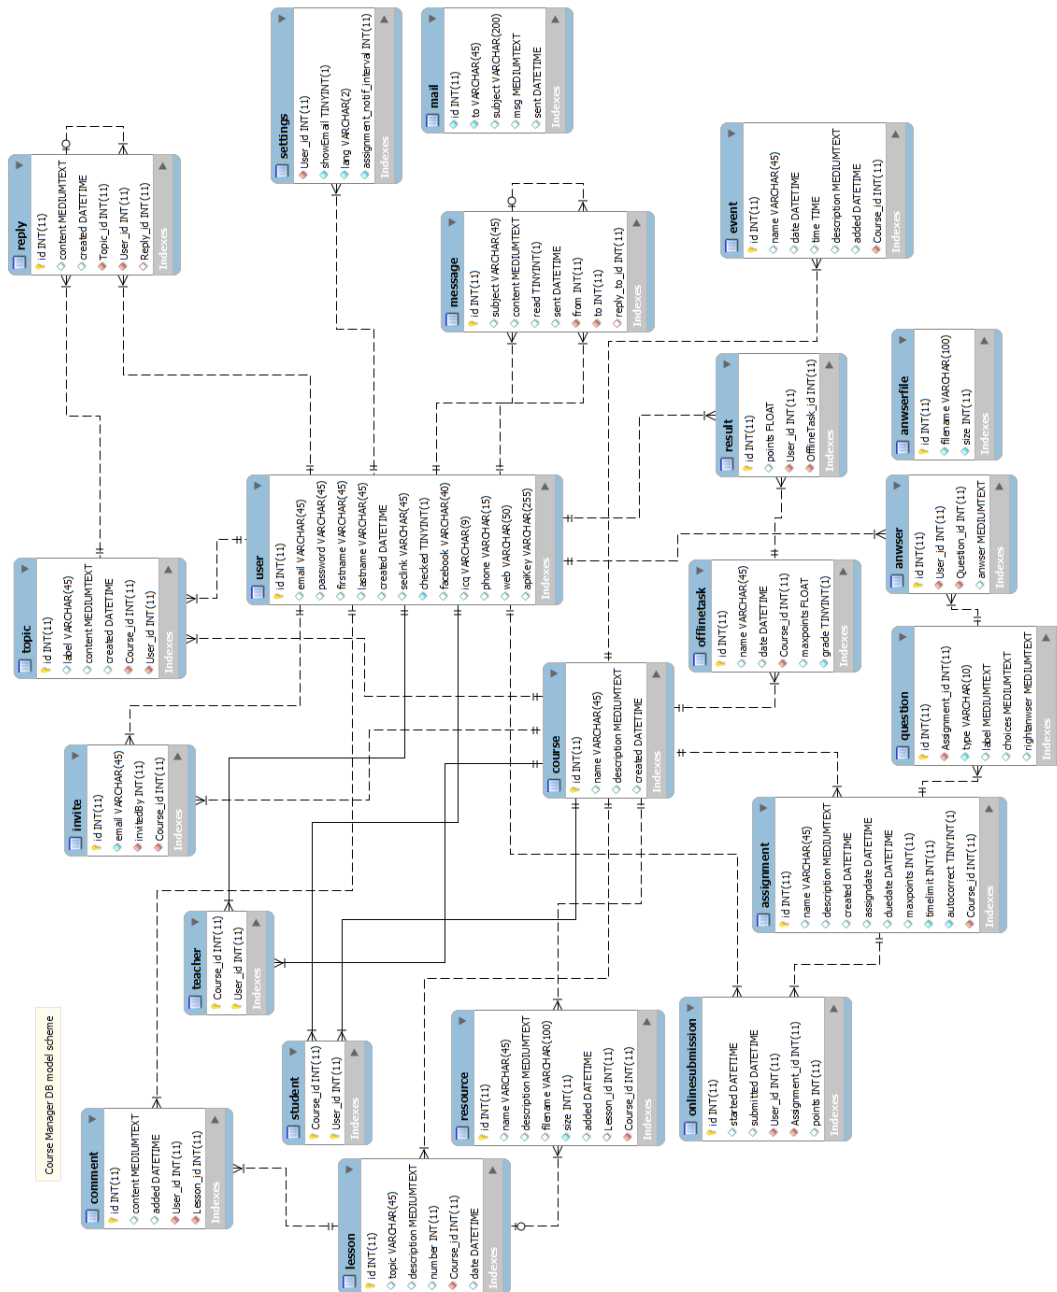 Course Manager DB model scheme
comment
id INT(11)
content MEDIUMTEXT
added DATETIME
User_id INT(11)
Lesson_id INT(11)
Indexes
lesson
id INT(11)
topic VARCHAR(45)
description MEDIUMTEXT
number INT(11)
Course_id INT(11)
date DATETIME
Indexes
student
Course_id INT(11)
User_id INT(11)
Indexes
teacher
Course_id INT(11)
User_id INT(11)
Indexes
resource
id INT(11)
name VARCHAR(45)
description MEDIUMTEXT
filename VARCHAR(100)
size INT(11)
added DATETIME
Lesson_id INT(11)
Course_id INT(11)
Indexes
onlinesubmission
id INT(11)
started DATETIME
submitted DATETIME
User_id INT(11)
Assignment_id INT(11)
points INT(11)
Indexes
invite
id INT(11)
email VARCHAR(45)
invitedBy INT(11)
Course_id INT(11)
Indexes
assignment
id INT(11)
name VARCHAR(45)
description MEDIUMTEXT
created DATETIME
assigndate DATETIME
duedate DATETIME
maxpoints INT(11)
timelimit INT(11)
autocorrect TINYINT(1)
Course_id INT(11)
Indexes
topic
id INT(11)
label VARCHAR(45)
content MEDIUMTEXT
created DATETIME
Course_id INT(11)
User_id INT(11)
Indexes
course
id INT(11)
name VARCHAR(45)
description MEDIUMTEXT
created DATETIME
Indexes
question
id INT(11)
Assignment_id INT(11)
type VARCHAR(10)
label MEDIUMTEXT
choices MEDIUMTEXT
rightanwser MEDIUMTEXT
Indexes
user
id INT(11)
email VARCHAR(45)
password VARCHAR(45)
firstname VARCHAR(45)
lastname VARCHAR(45)
created DATETIME
seclink VARCHAR(45)
checked TINYINT(1)
facebook VARCHAR(40)
icq VARCHAR(9)
phone VARCHAR(15)
web VARCHAR(50)
apiKey VARCHAR(255)
Indexes
offlinetask
id INT(11)
name VARCHAR(45)
date DATETIME
Course_id INT(11)
maxpoints FLOAT
grade TINYINT(1)
Indexes
anwser
id INT(11)
User_id INT(11)
Question_id INT(11)
anwser MEDIUMTEXT
Indexes
result
id INT(11)
points FLOAT
User_id INT(11)
OfflineTask_id INT(11)
Indexes
anwserfile
id INT(11)
filename VARCHAR(100)
size INT(11)
Indexes
reply
id INT(11)
content MEDIUMTEXT
created DATETIME
Topic_id INT(11)
User_id INT(11)
Reply_id INT(11)
Indexes
message
id INT(11)
subject VARCHAR(45)
content MEDIUMTEXT
read TINYINT(1)
sent DATETIME
from INT(11)
to INT(11)
reply_to_id INT(11)
Indexes
event
id INT(11)
name VARCHAR(45)
date DATETIME
time TIME
description MEDIUMTEXT
added DATETIME
Course_id INT(11)
Indexes
settings
User_id INT(11)
showEmail TINYINT(1)
lang VARCHAR(2)
assignment_notif_interval INT(11)
Indexes
mail
id INT(11)
to VARCHAR(45)
subject VARCHAR(200)
msg MEDIUMTEXT
sent DATETIME
Indexes